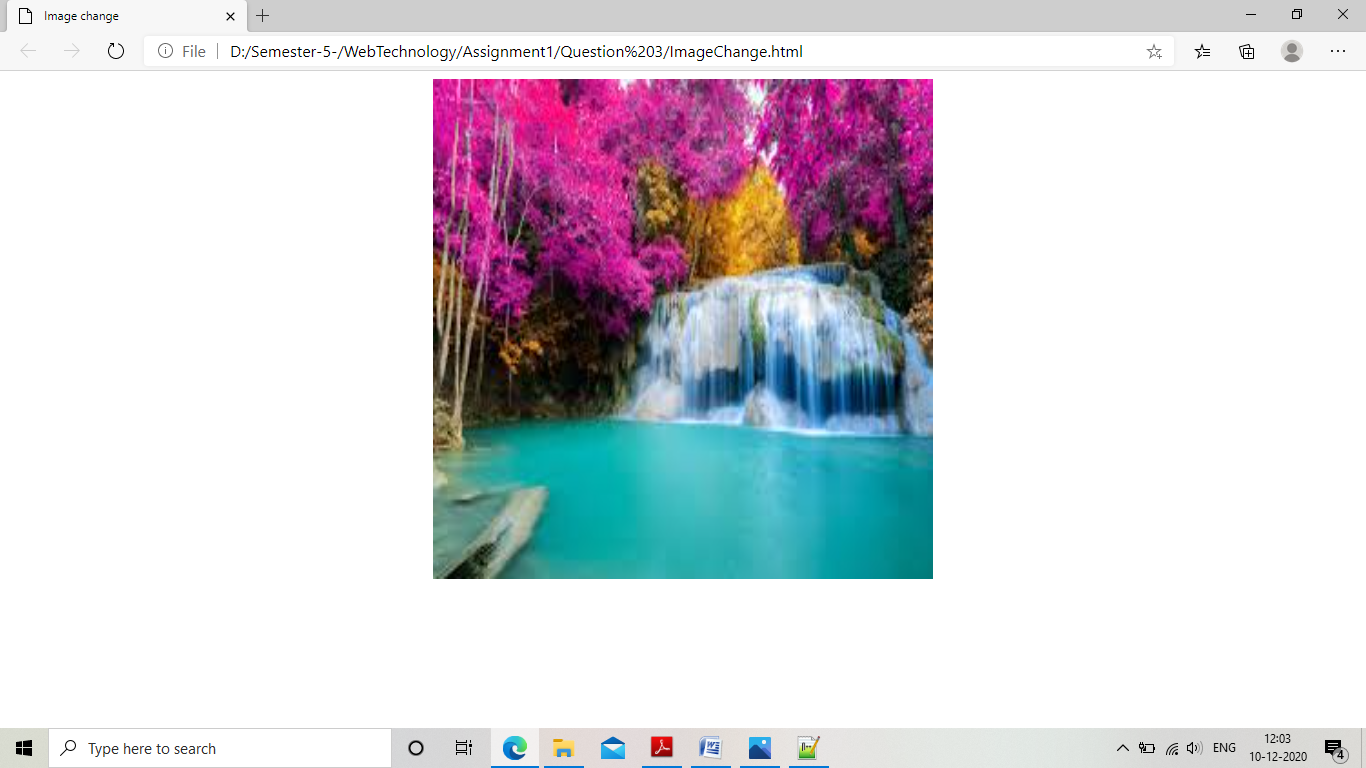 Image change
File
D:/Semester-5-/WebTechnology/Assignment1/Question%203/ImageChange.html
Type here to search
ENG
12:03
10-12-2020
4